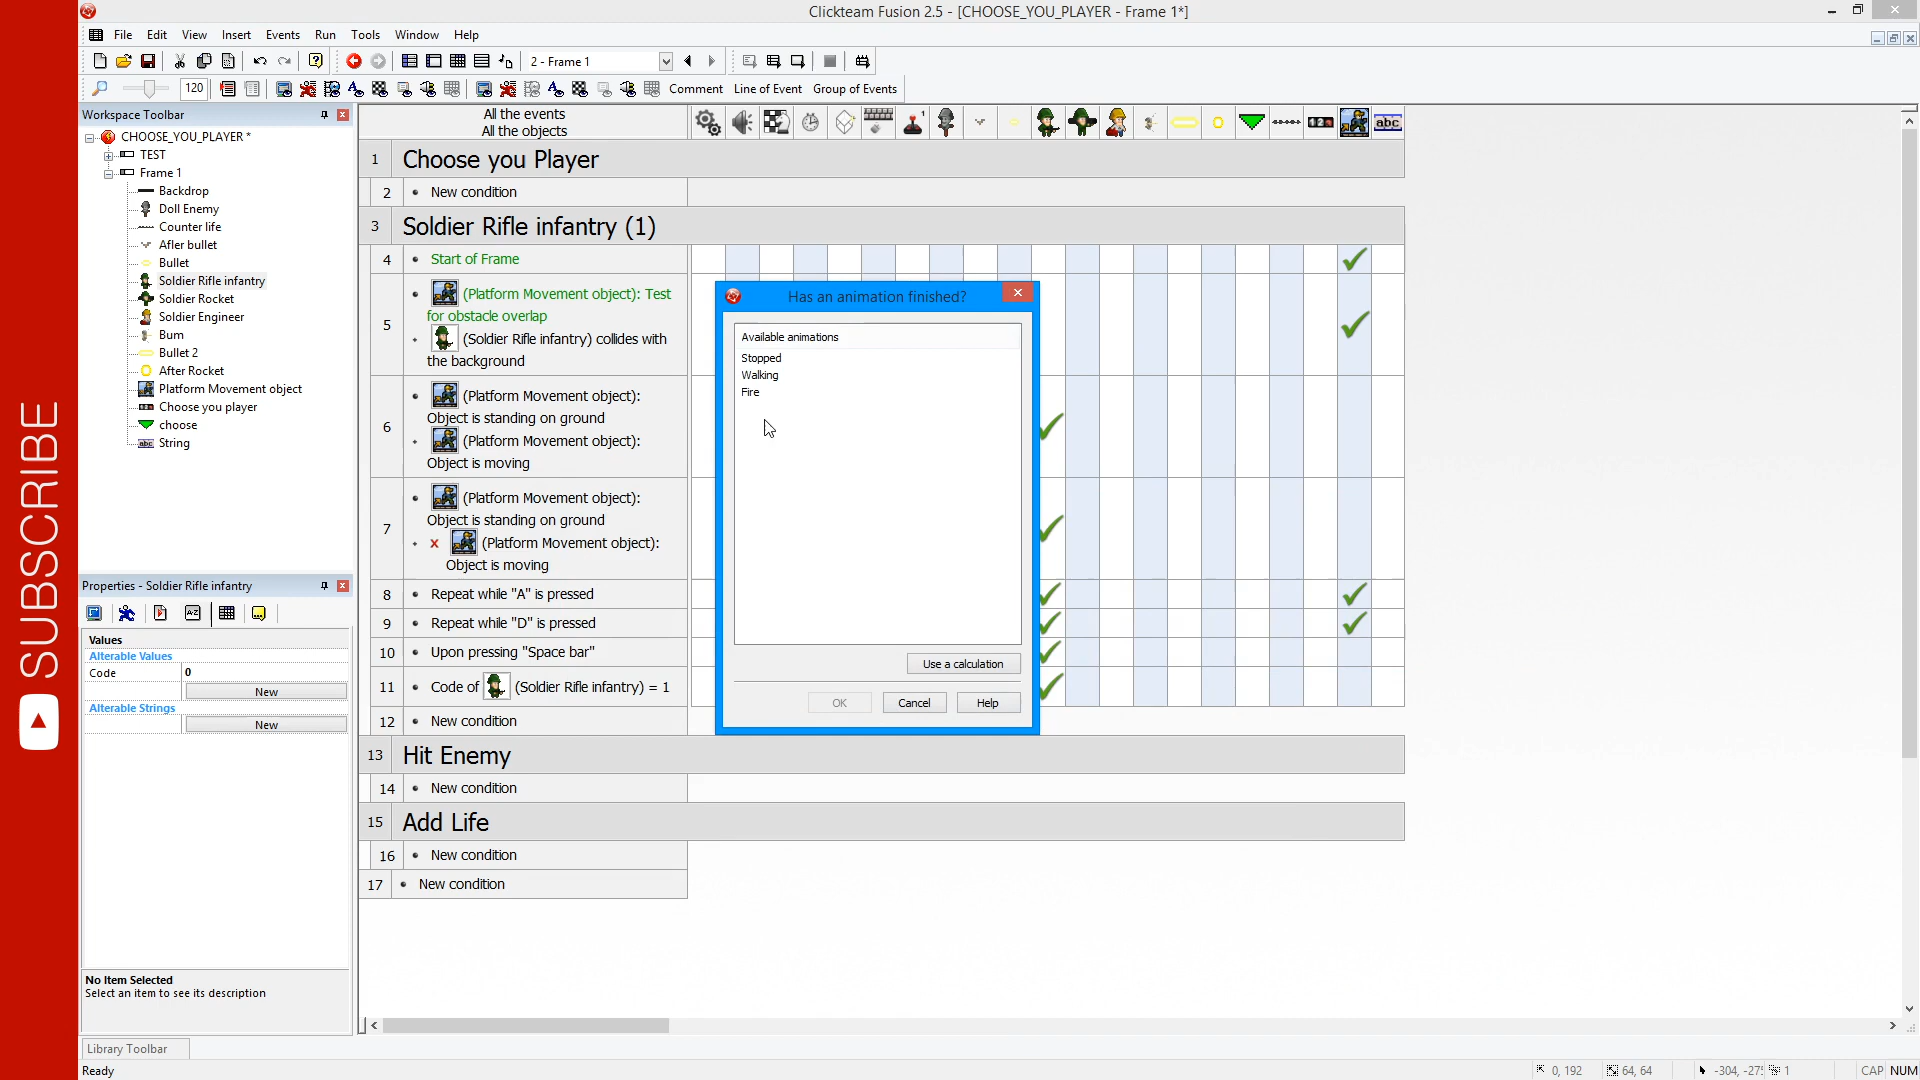 SUBSCRIBE
Clickteam Fusion 2.5 - [CHOOSE_YOU_PLAYER - Frame 1*]
File Edit View Insert Events Run Tools Window Help
2 - Frame 1
120
Comment Line of Event Group of Events
Workspace Toolbar
CHOOSE_YOU_PLAYER *
TEST
Frame 1
Backdrop
Doll Enemy
Counter life
Afler bullet
Bullet
Soldier Rifle infantry
Soldier Rocket
Soldier Engineer
Bum
Bullet 2
After Rocket
Platform Movement object
Choose you player
choose
abc String
Properties - Soldier Rifle infantry
A-Z
Values
Alterable Values
Code 0
New
Alterable Strings
New
No Item Selected
Select an item to see its description
Library Toolbar
Ready
All the events
All the objects
abc
1 Choose you Player
2 • New condition
3 Soldier Rifle infantry (1)
4 • Start of Frame
5 • (Platform Movement object): Test
for obstacle overlap
• (Soldier Rifle infantry) collides with
the background
6 • (Platform Movement object):
Object is standing on ground
• (Platform Movement object):
Object is moving
7 • (Platform Movement object):
Object is standing on ground
• X (Platform Movement object):
Object is moving
8 • Repeat while "A" is pressed
9 • Repeat while "D" is pressed
10 • Upon pressing "Space bar"
11 • Code of (Soldier Rifle infantry) = 1
12 • New condition
13 Hit Enemy
14 • New condition
15 Add Life
16 • New condition
17 • New condition
Has an animation finished?
Available animations
Stopped
Walking
Fire
Use a calculation
OK Cancel Help
0, 192 64, 64 1 CAP NUM